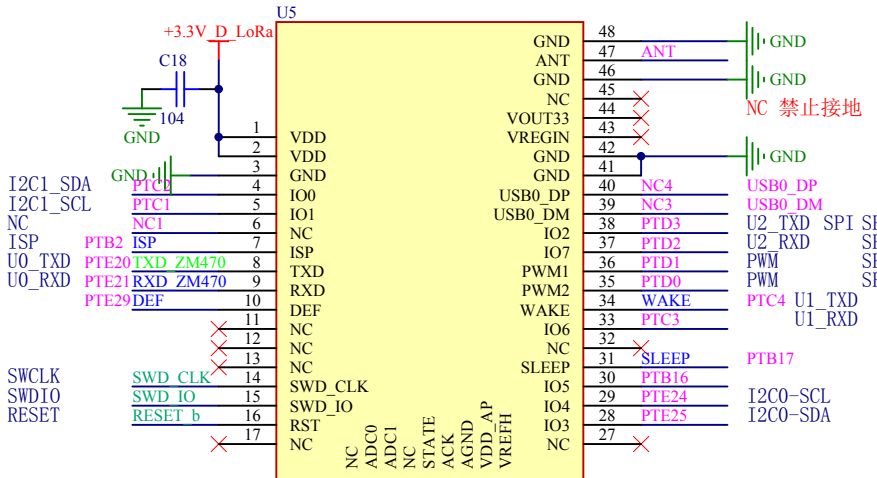 U5
+3.3V_D_LoRa
C18
104
GND
GND
I2C1_SDA PTC2 4 IO0
I2C1_SCL PTC1 5 IO1
NC NC1 6 NC
ISP PTB2 ISP 7 ISP
U0_TXD PTE20 TXD_ZM470 8 TXD
U0_RXD PTE21 RXD_ZM470 9 RXD
PTE29 DEF 10 DEF
11 NC
12 NC
13 NC
SWCLK SWD_CLK 14 SWD_CLK
SWDIO SWD_IO 15 SWD_IO
RESET RESET_b 16 RST
17 NC
1 VDD
2 VDD
3 GND
NC
ADC0
ADC1
NC
STATE
ACK
AGND
VDD_AP
VREFH
GND 48 GND
ANT 47 ANT
GND 46 GND
NC 45
NC 禁止接地
VOUT33 44
VREGIN 43
GND 42 GND
GND 41
USB0_DP 40 NC4 USB0_DP
USB0_DM 39 NC3 USB0_DM
IO2 38 PTD3 U2_TXD SPI
IO7 37 PTD2 U2_RXD
PWM1 36 PTD1 PWM
PWM2 35 PTD0 PWM
WAKE 34 WAKE PTC4 U1_TXD
IO6 33 PTC3 U1_RXD
NC 32
SLEEP 31 SLEEP PTB17
IO5 30 PTB16
IO4 29 PTE24 I2C0-SCL
IO3 28 PTE25 I2C0-SDA
NC 27